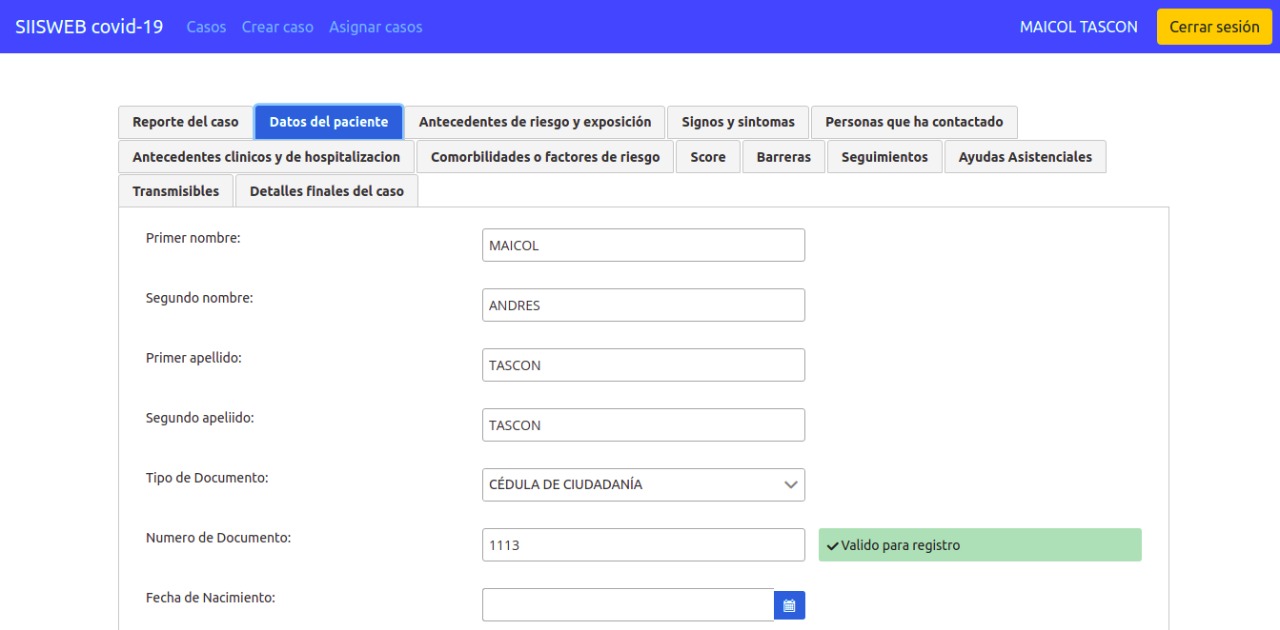 SIISWEB covid-19 Casos Crear caso Asignar casos MAICOL TASCON Cerrar sesión
Reporte del caso Datos del paciente Antecedentes de riesgo y exposición Signos y sintomas Personas que ha contactado
Antecedentes clinicos y de hospitalizacion Comorbilidades o factores de riesgo Score Barreras Seguimientos Ayudas Asistenciales
Transmisibles Detalles finales del caso
Primer nombre: MAICOL
Segundo nombre: ANDRES
Primer apellido: TASCON
Segundo apeliido: TASCON
Tipo de Documento: CÉDULA DE CIUDADANÍA
Numero de Documento: 1113 Valido para registro
Fecha de Nacimiento: